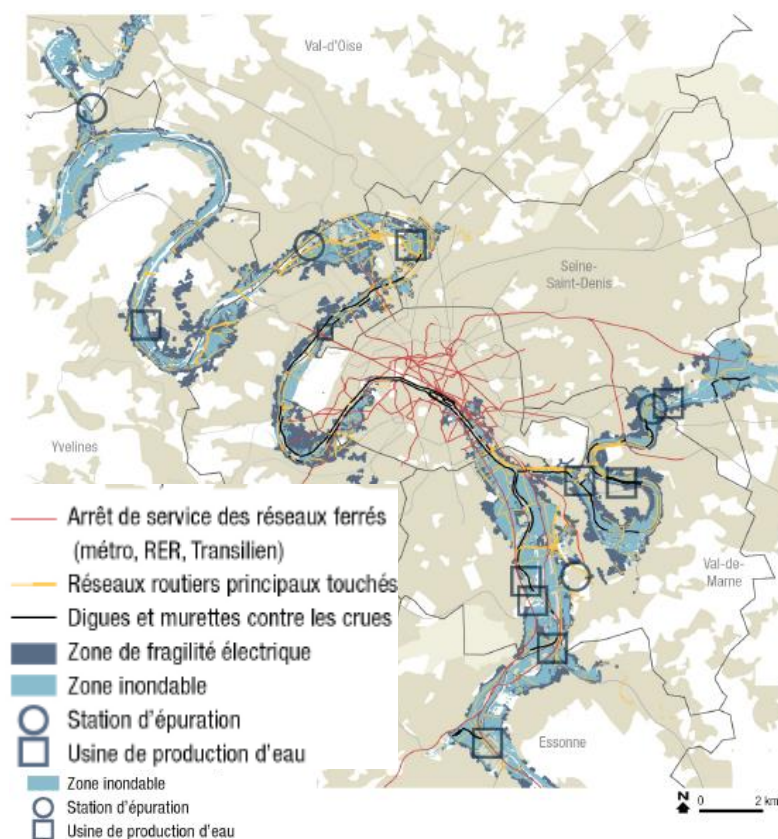 Val-d'Oise
Seine-
Saint-Denis
Yvelines
Val-de-
Marne
Essonne
Arrêt de service des réseaux ferrés
(métro, RER, Transilien)
Réseaux routiers principaux touchés
Digues et murettes contre les crues
Zone de fragilité électrique
Zone inondable
Station d'épuration
Usine de production d'eau
Zone inondable
Station d'épuration
Usine de production d'eau
N 0 2 km